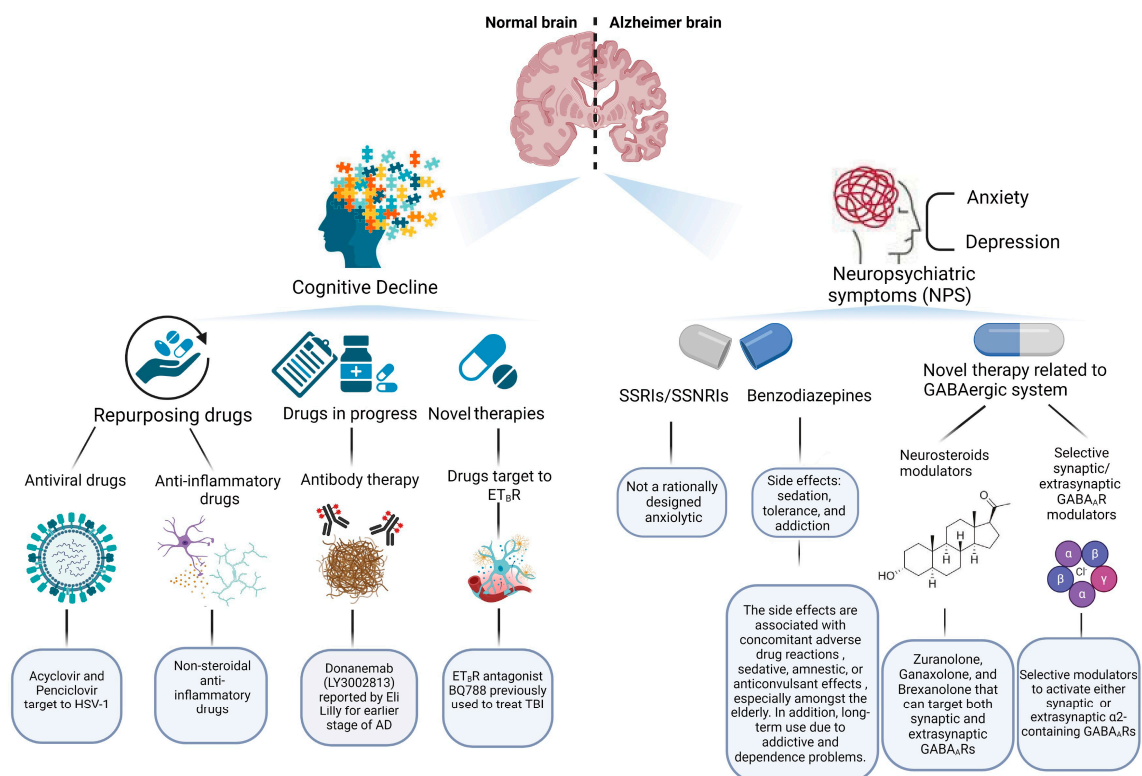 Normal brain
Alzheimer brain
Cognitive Decline
Repurposing drugs
Drugs in progress
Novel therapies
Antiviral drugs
Anti-inflammatory
drugs
Antibody therapy
Drugs target to
ET_BR
Acyclovir and
Penciclovir
target to HSV-1
Non-steroidal
anti-
inflammatory
drugs
Donanemab
(LY3002813)
reported by Eli
Lilly for earlier
stage of AD
ET_BR antagonist
BQ788 previously
used to treat TBI
Anxiety
Depression
Neuropsychiatric
symptoms (NPS)
SSRIs/SSNRIs
Benzodiazepines
Novel therapy related to
GABAergic system
Not a rationally
designed
anxiolytic
Side effects:
sedation,
tolerance, and
addiction
The side effects are
associated with
concomitant adverse
drug reactions ,
sedative, amnestic, or
anticonvulsant effects ,
especially amongst the
elderly. In addition, long-
term use due to
addictive and
dependence problems.
Neurosteroids
modulators
O
H
H
H
HO
H
Zuranolone,
Ganaxolone, and
Brexanolone that
can target both
synaptic and
extrasynaptic
GABA_ARs
Selective
synaptic/
extrasynaptic
GABA_AR
modulators
α
β
β
Cl-
γ
α
Selective modulators
to activate either
synaptic or
extrasynaptic α2-
containing GABA_ARs